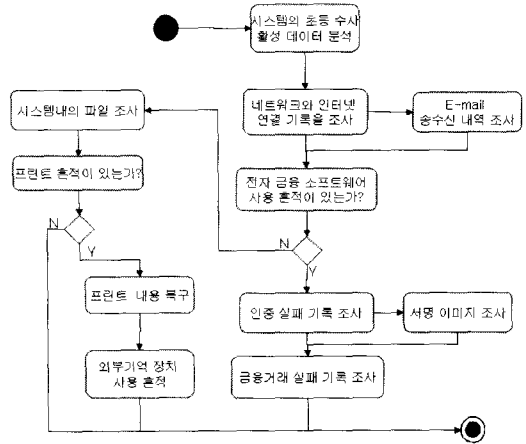 시스템의 초동 수사
활성 데이터 분석
네트워크와 인터넷
연결 기록을 조사
E-mail
송수신 내역 조사
시스템내의 파일 조사
프린트 흔적이 있는가?
전자 금융 소프트웨어
사용 흔적이 있는가?
N
Y
N
Y
프린트 내용 복구
인증 실패 기록 조사
서명 이미지 조사
외부기억 장치
사용 흔적
금융거래 실패 기록 조사